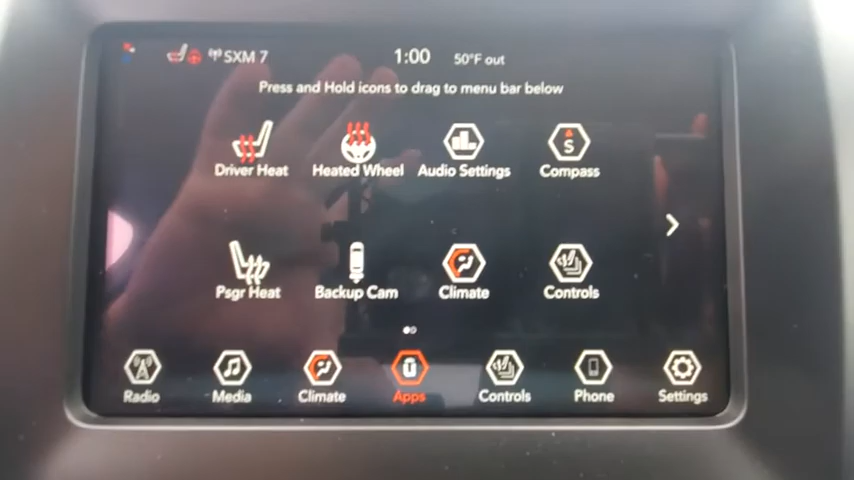 SXM 7 1:00 50°F out
Press and Hold icons to drag to menu bar below
S
Driver Heat Heated Wheel Audio Settings Compass
Psgr Heat Backup Cam Climate Controls
Radio Media Climate Apps Controls Phone Settings